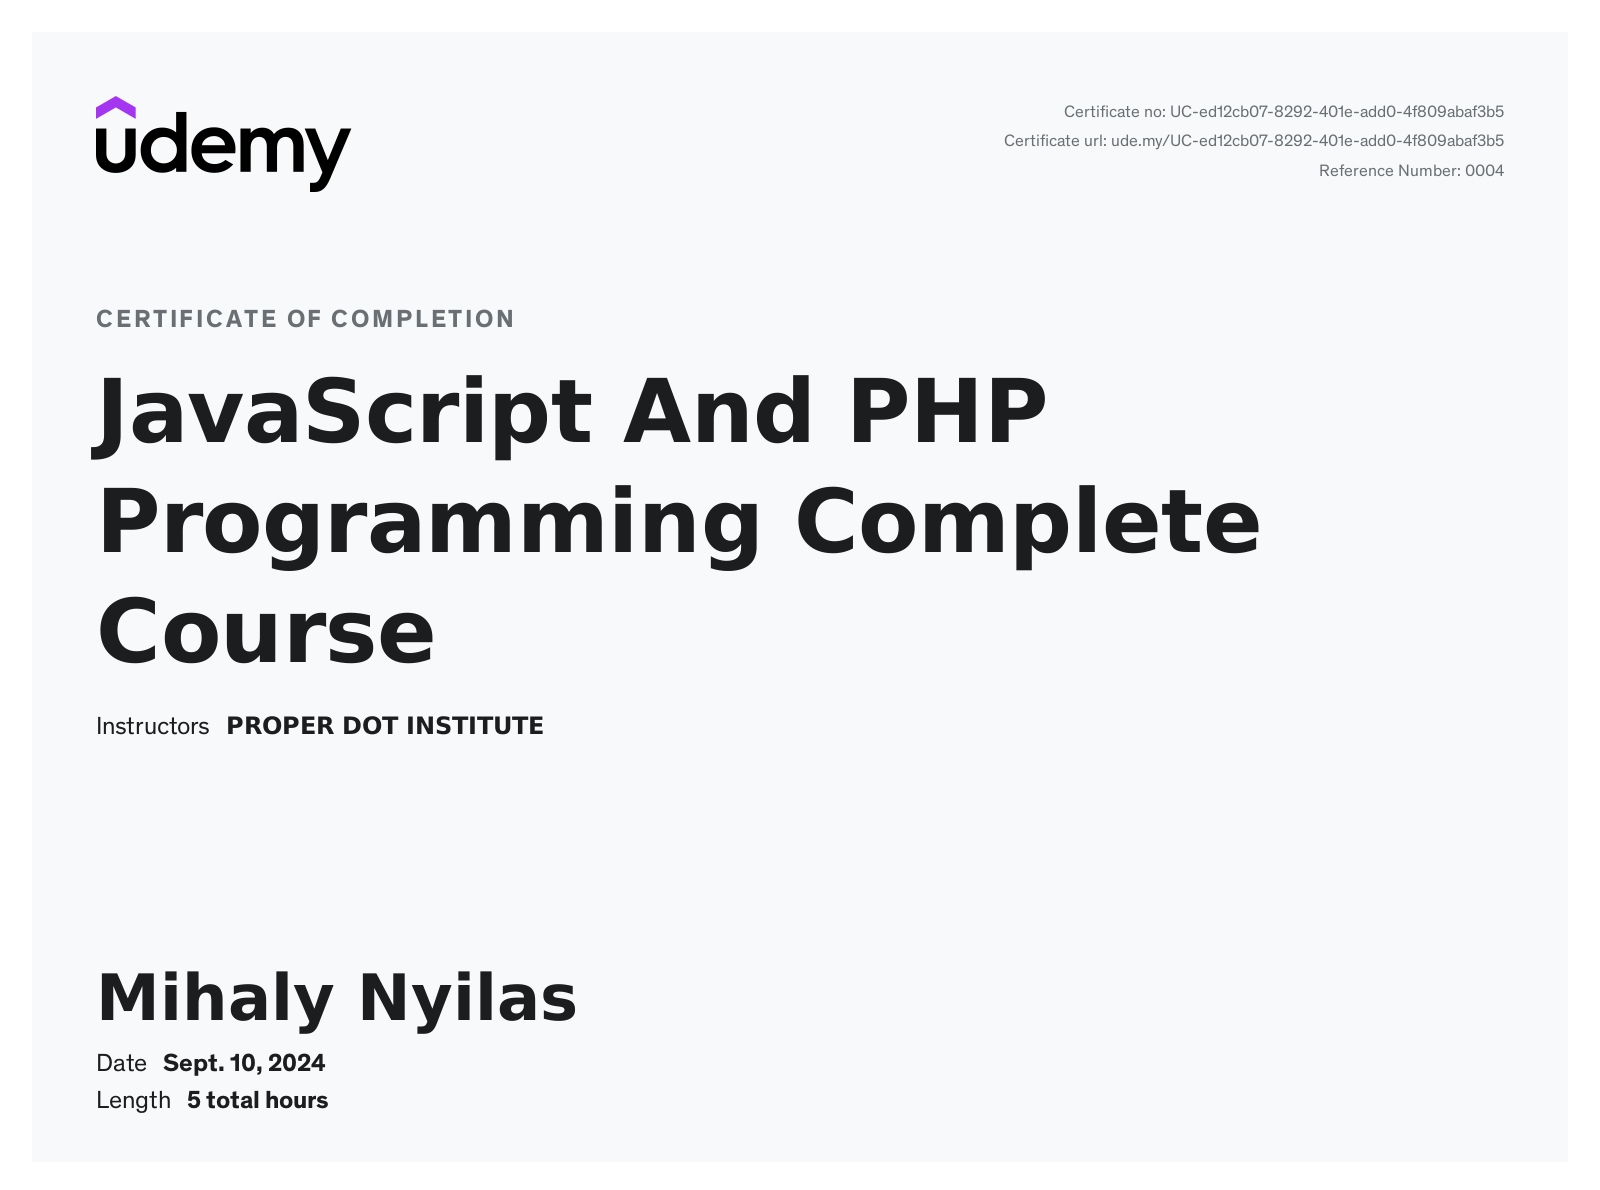 udemy
Certificate no: UC-ed12cb07-8292-401e-add0-4f809abaf3b5
Certificate url: ude.my/UC-ed12cb07-8292-401e-add0-4f809abaf3b5
Reference Number: 0004
CERTIFICATE OF COMPLETION
JavaScript And PHP
Programming Complete
Course
Instructors PROPER DOT INSTITUTE
Mihaly Nyilas
Date Sept. 10, 2024
Length 5 total hours